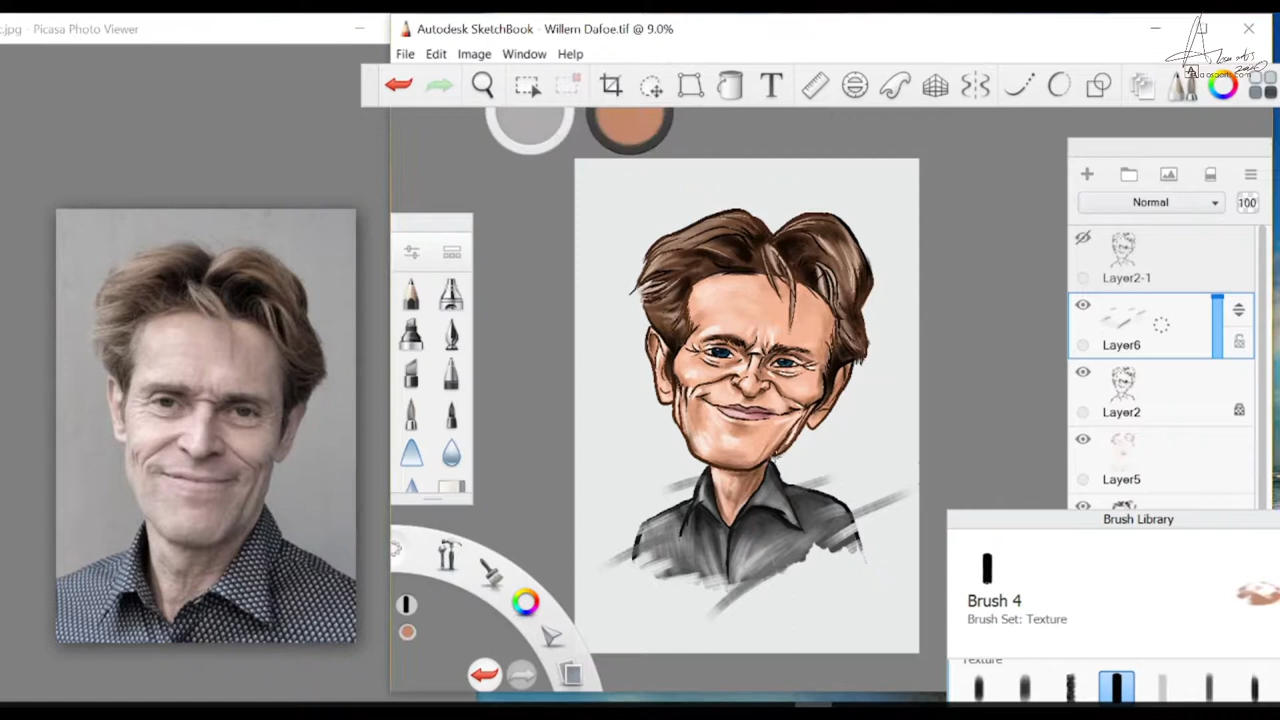 c.jpg - Picasa Photo Viewer
Autodesk SketchBook - Willem Dafoe.tif @ 9.0%
File Edit Image Window Help
T
Normal 100
Layer2-1
Layer6
Layer2
Layer5
Brush Library
Brush 4
Brush Set: Texture
Texture